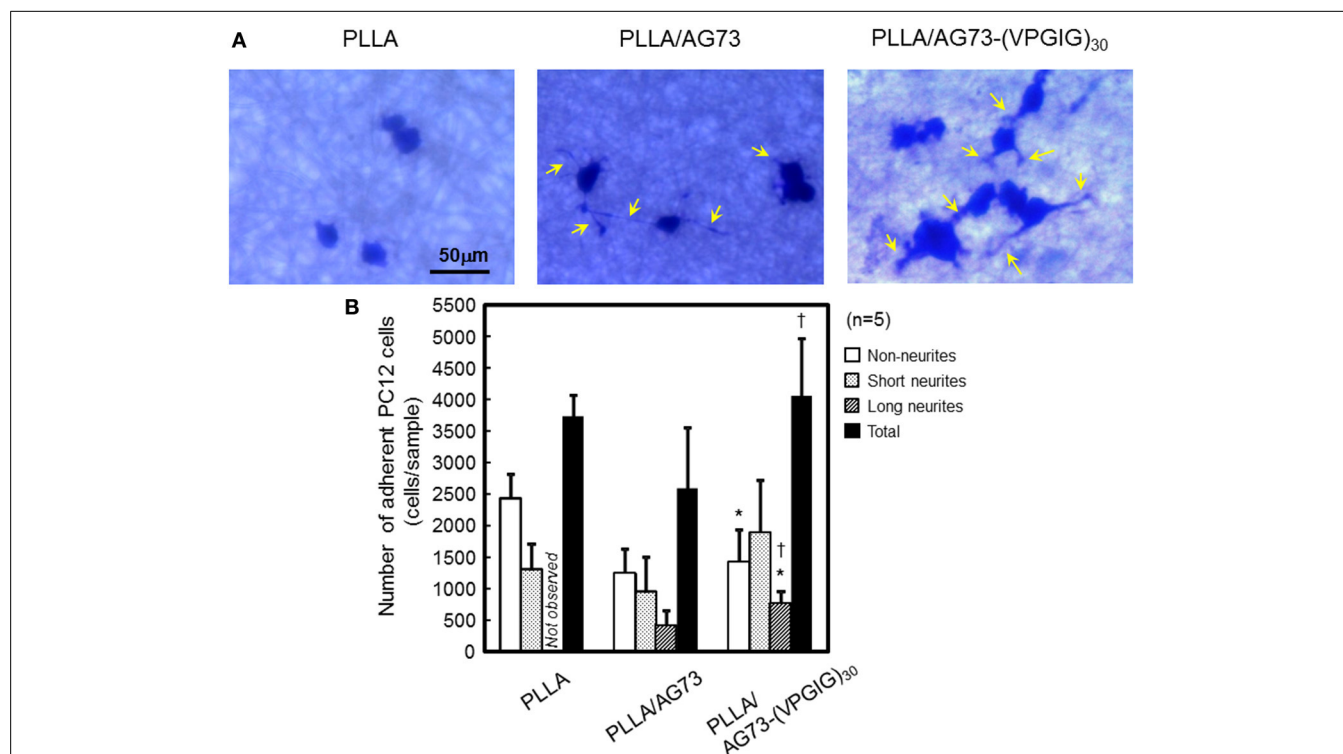 A
PLLA
PLLA/AG73
PLLA/AG73-(VPGIG)30
50μm
B
Number of adherent PC12 cells
(cells/sample)
5500
5000
4500
4000
3500
3000
2500
2000
1500
1000
500
0
Not observed
*
†
*
†
(n=5)
Non-neurites
Short neurites
Long neurites
Total
PLLA
PLLA/AG73
PLLA/
AG73-(VPGIG)30